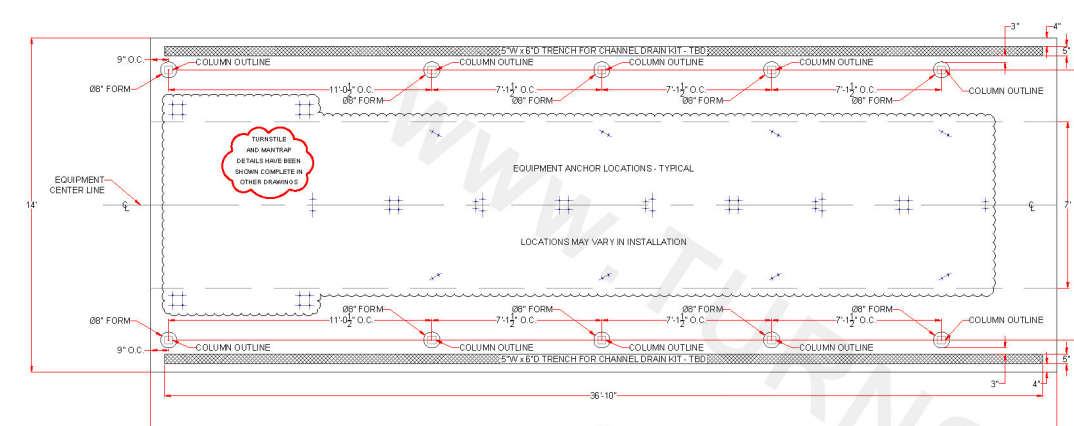 3" 4"
5"W x 6"D TRENCH FOR CHANNEL DRAIN KIT - TBD 5"
9" O.C. COLUMN OUTLINE COLUMN OUTLINE COLUMN OUTLINE COLUMN OUTLINE
Ø8" FORM 11'-0½" O.C. 7'-1½" O.C. 7'-1½" O.C. 7'-1½" O.C. COLUMN OUTLINE
Ø8" FORM Ø8" FORM Ø8" FORM Ø8" FORM
TURNSTILE
AND MANTRAP
DETAILS HAVE BEEN
SHOWN COMPLETE IN
OTHER DRAWINGS
EQUIPMENT ANCHOR LOCATIONS - TYPICAL
EQUIPMENT
CENTER LINE
14' ℄ ℄ 7'
LOCATIONS MAY VARY IN INSTALLATION
Ø8" FORM Ø8" FORM Ø8" FORM Ø8" FORM
Ø8" FORM 11'-0½" O.C. 7'-1½" O.C. 7'-1½" O.C. 7'-1½" O.C. COLUMN OUTLINE
9" O.C. COLUMN OUTLINE COLUMN OUTLINE COLUMN OUTLINE COLUMN OUTLINE
5"W x 6"D TRENCH FOR CHANNEL DRAIN KIT - TBD 5"
3" 4"
36'-10"
WWW.TURNS